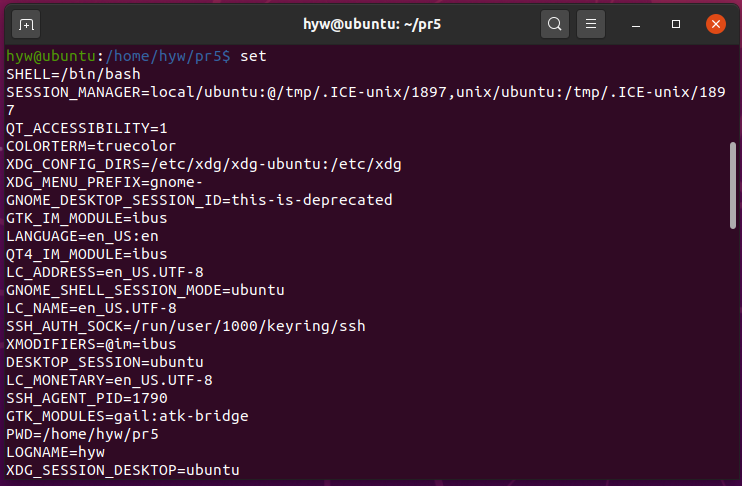 hyw@ubuntu: ~/pr5
hyw@ubuntu:/home/hyw/pr5$ set
SHELL=/bin/bash
SESSION_MANAGER=local/ubuntu:@/tmp/.ICE-unix/1897,unix/ubuntu:/tmp/.ICE-unix/189
7
QT_ACCESSIBILITY=1
COLORTERM=truecolor
XDG_CONFIG_DIRS=/etc/xdg/xdg-ubuntu:/etc/xdg
XDG_MENU_PREFIX=gnome-
GNOME_DESKTOP_SESSION_ID=this-is-deprecated
GTK_IM_MODULE=ibus
LANGUAGE=en_US:en
QT4_IM_MODULE=ibus
LC_ADDRESS=en_US.UTF-8
GNOME_SHELL_SESSION_MODE=ubuntu
LC_NAME=en_US.UTF-8
SSH_AUTH_SOCK=/run/user/1000/keyring/ssh
XMODIFIERS=@im=ibus
DESKTOP_SESSION=ubuntu
LC_MONETARY=en_US.UTF-8
SSH_AGENT_PID=1790
GTK_MODULES=gail:atk-bridge
PWD=/home/hyw/pr5
LOGNAME=hyw
XDG_SESSION_DESKTOP=ubuntu